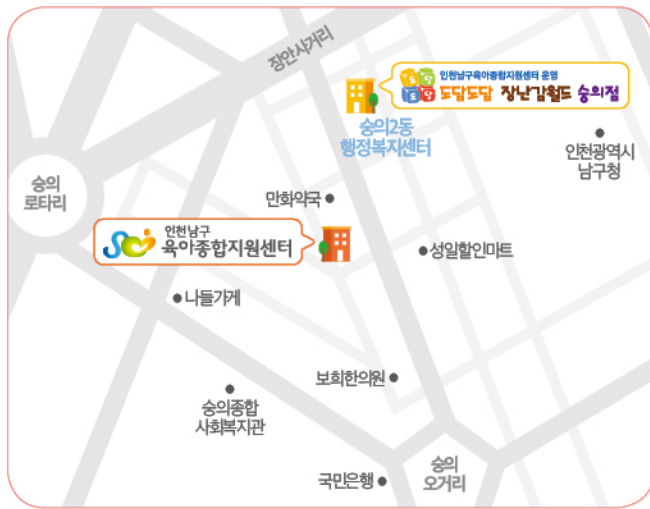 장안사거리
인천남구육아종합지원센터 운영
도담도담 장난감월드 숭의점
숭의2동
행정복지센터
인천광역시
남구청
숭의
로타리
만화약국
인천남구
육아종합지원센터
성일할인마트
나들가게
보희한의원
숭의종합
사회복지관
숭의
오거리
국민은행